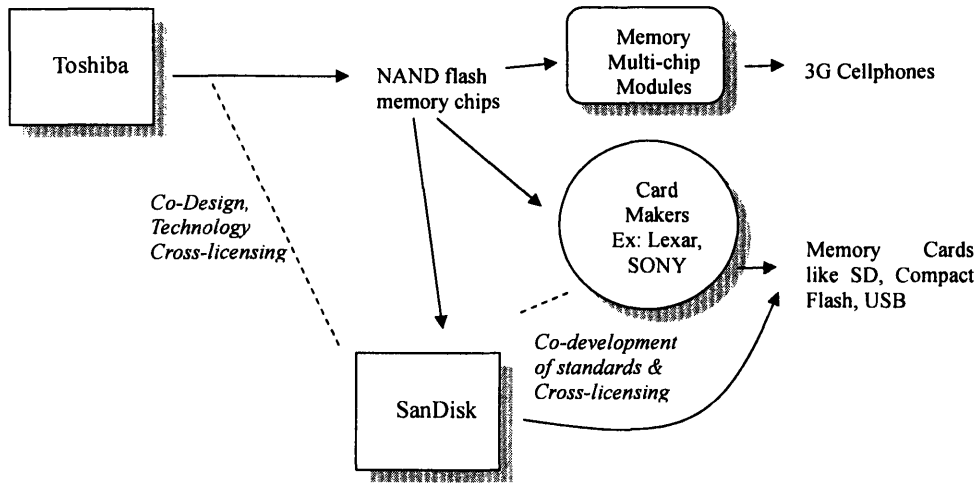 Toshiba
NAND flash
memory chips
Memory
Multi-chip
Modules
3G Cellphones
Co-Design,
Technology
Cross-licensing
Card
Makers
Ex: Lexar,
SONY
Memory Cards
like SD, Compact
Flash, USB
Co-development
of standards &
Cross-licensing
SanDisk